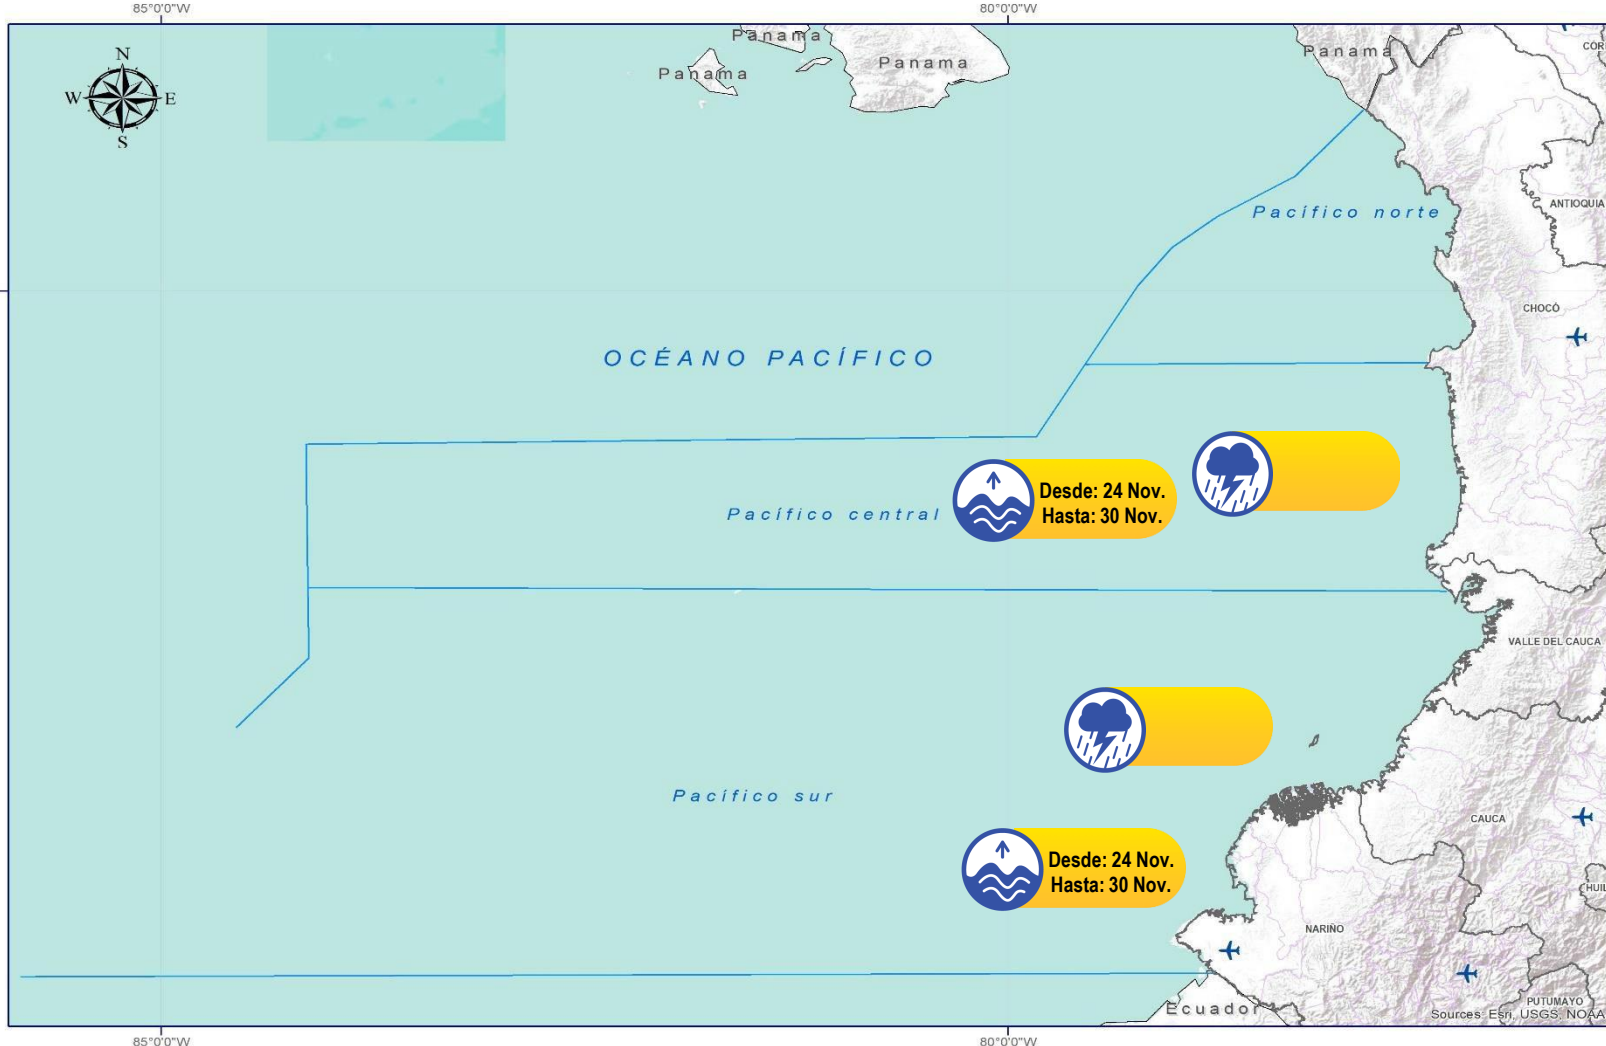 85°0'0"W
80°0'0"W
N
W
E
S
Panama
Panama
Panama
Panama
CÓR
ANTIOQUIA
Pacífico norte
CHOCÓ
OCÉANO PACÍFICO
Desde: 24 Nov.
Hasta: 30 Nov.
Pacífico central
VALLE DEL CAUCA
Pacífico sur
CAUCA
Desde: 24 Nov.
Hasta: 30 Nov.
HUIL
NARIÑO
PUTUMAYO
Ecuador
Sources: Esri, USGS, NOAA
85°0'0"W
80°0'0"W